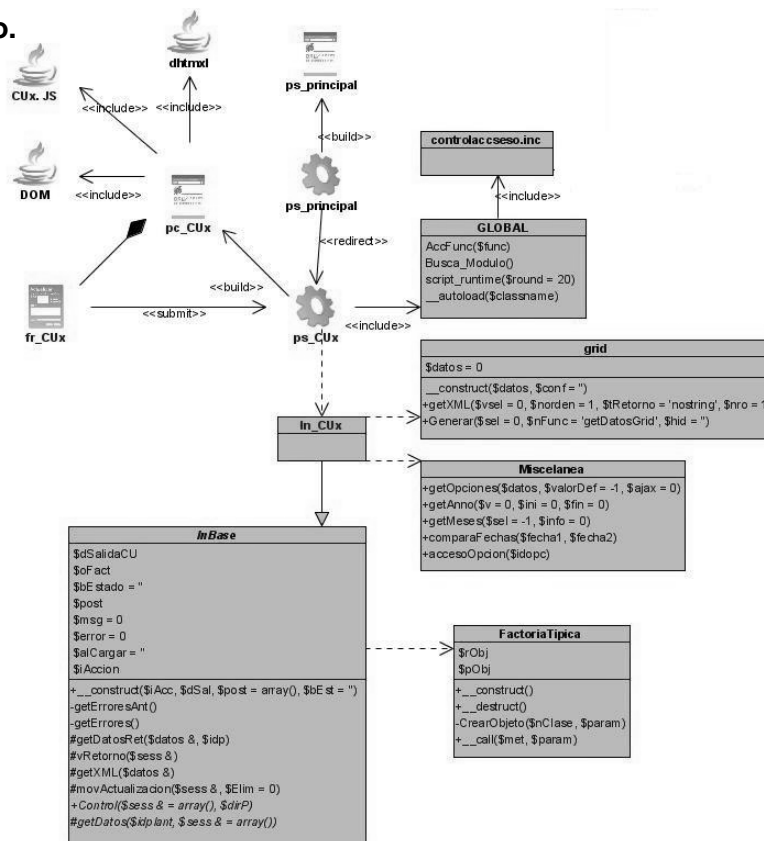 b.
dhtmxl
CUx. JS
ps_principal
<<include>>
<<include>>
<<build>>
controlaccseso.inc
DOM
<<include>>
pc_CUx
ps_principal
<<include>>
GLOBAL
AccFunc($func)
Busca_Modulo()
script_runtime($round = 20)
__autoload($classname)
<<redirect>>
<<build>>
<<submit>>
<<include>>
fr_CUx
ps_CUx
grid
$datos = 0
__construct($datos, $conf = '')
+getXML($vsel = 0, $norden = 1, $tRetorno = 'nostring', $nro = 1
+Generar($sel = 0, $nFunc = 'getDatosGrid', $hid = '')
In_CUx
Miscelanea
+getOpciones($datos, $valorDef = -1, $ajax = 0)
+getAnno($v = 0, $ini = 0, $fin = 0)
+getMeses($sel = -1, $info = 0)
+comparaFechas($fecha1, $fecha2)
+accesoOpcion($idopc)
InBase
$dSalidaCU
$oFact
$bEstado = ''
$post
$msg = 0
$error = 0
$alCargar = ''
$iAccion
+__construct($iAcc, $dSal, $post = array(), $bEst = '')
-getErroresAnt()
-getErrores()
#getDatosRet($datos &, $idp)
#vRetorno($sess &)
#getXML($datos &)
#movActualizacion($sess &, $Elim = 0)
+Control($sess & = array(), $dirP)
#getDatos($idplant, $sess & = array())
FactoriaTipica
$rObj
$pObj
+__construct()
+__destruct()
-CrearObjeto($nClase, $param)
+__call($met, $param)